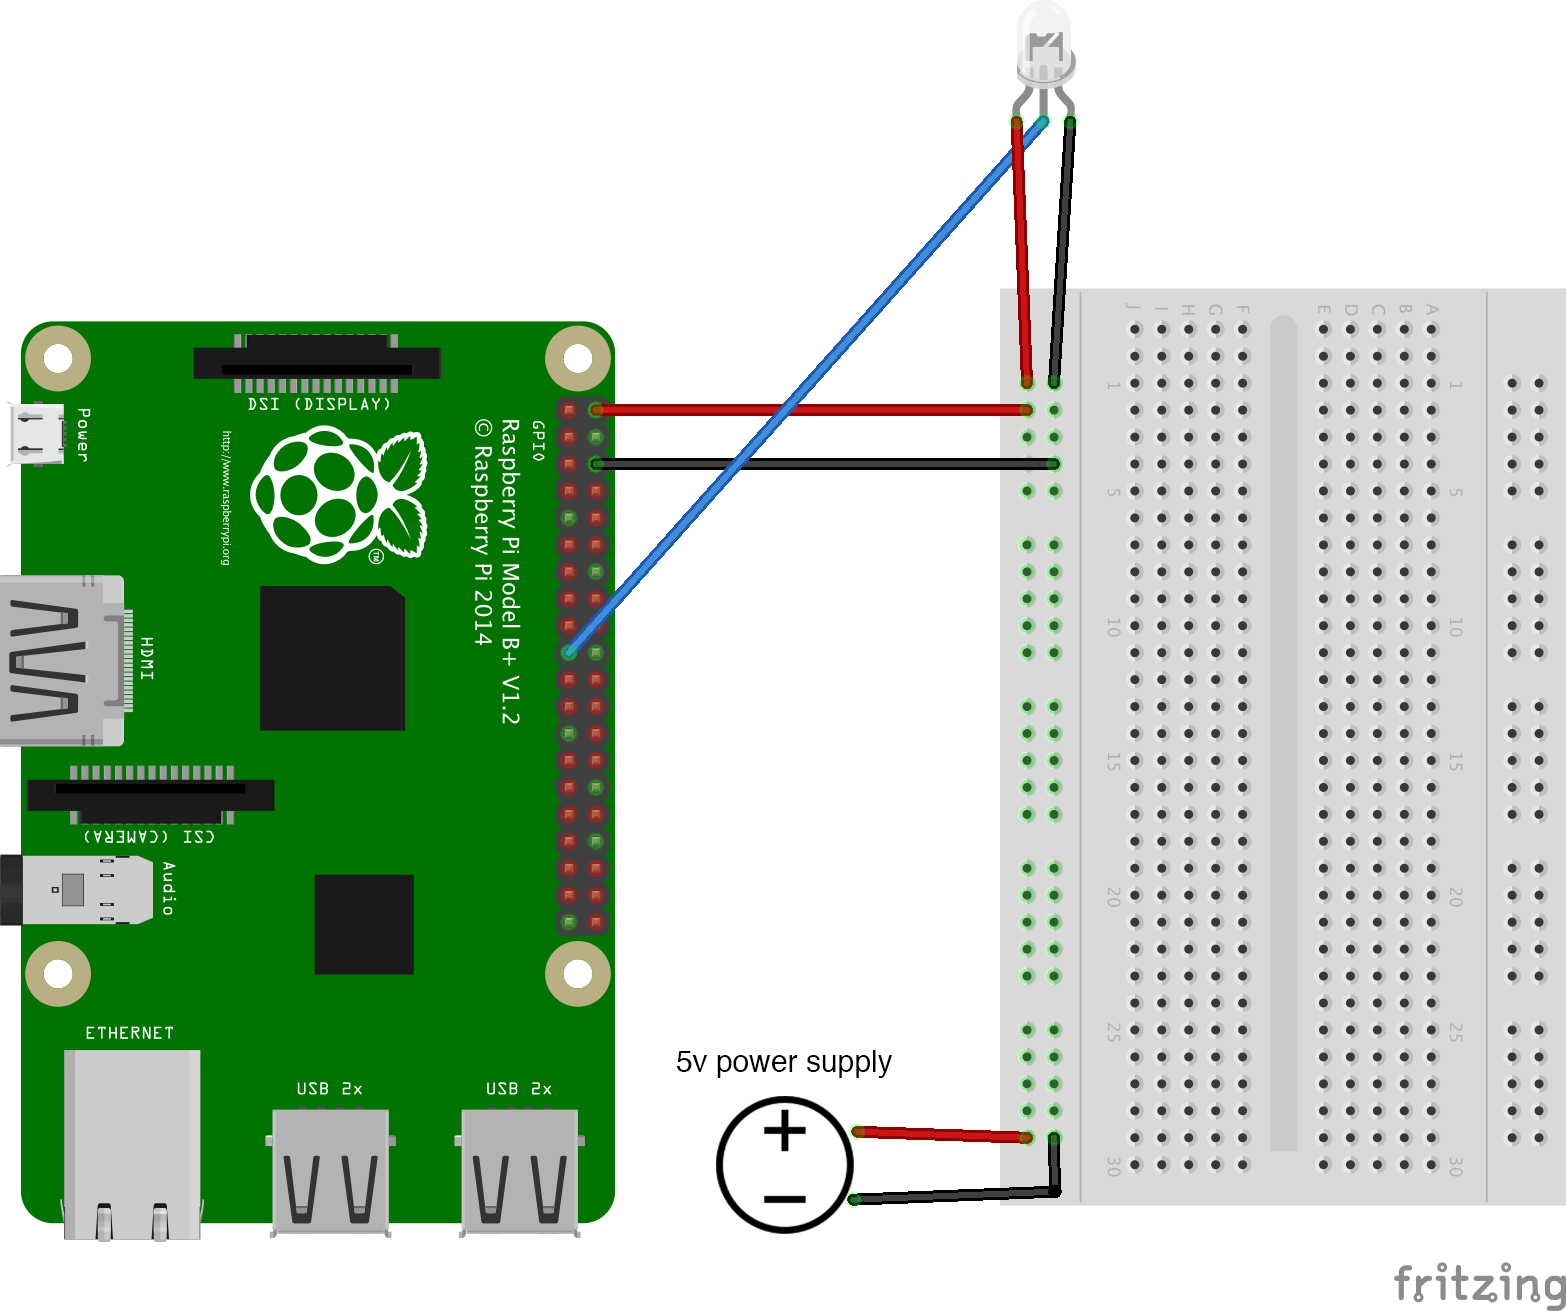 DSI (DISPLAY)
Power
http://www.raspberrypi.org
TM
GPIO
Raspberry Pi Model B+ V1.2
© Raspberry Pi 2014
HDMI
CSI (CAMERA)
Audio
ETHERNET
USB 2x
USB 2x
5v power supply
+
−
J I H G F E D C B A
1 1
5 5
10 10
15 15
20 20
25 25
30 30
fritzing